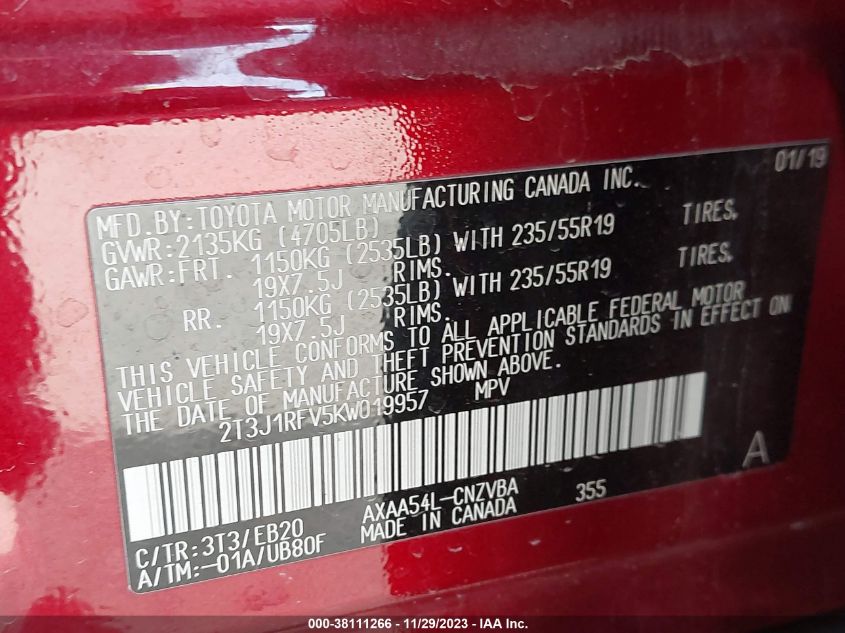 01/19
MFD.BY:TOYOTA MOTOR MANUFACTURING CANADA INC.
GVWR:2135KG (4705LB)
GAWR:FRT. 1150KG (2535LB) WITH 235/55R19 TIRES,
19X7.5J RIMS.
RR. 1150KG (2535LB) WITH 235/55R19 TIRES,
19X7.5J RIMS.
THIS VEHICLE CONFORMS TO ALL APPLICABLE FEDERAL MOTOR
VEHICLE SAFETY AND THEFT PREVENTION STANDARDS IN EFFECT ON
THE DATE OF MANUFACTURE SHOWN ABOVE.
2T3J1RFV5KW019957 MPV
A
AXAA54L-CNZVBA 355
C/TR:3T3/EB20 MADE IN CANADA
A/TM:-01A/UB80F
000-38111266 - 11/29/2023 - IAA Inc.